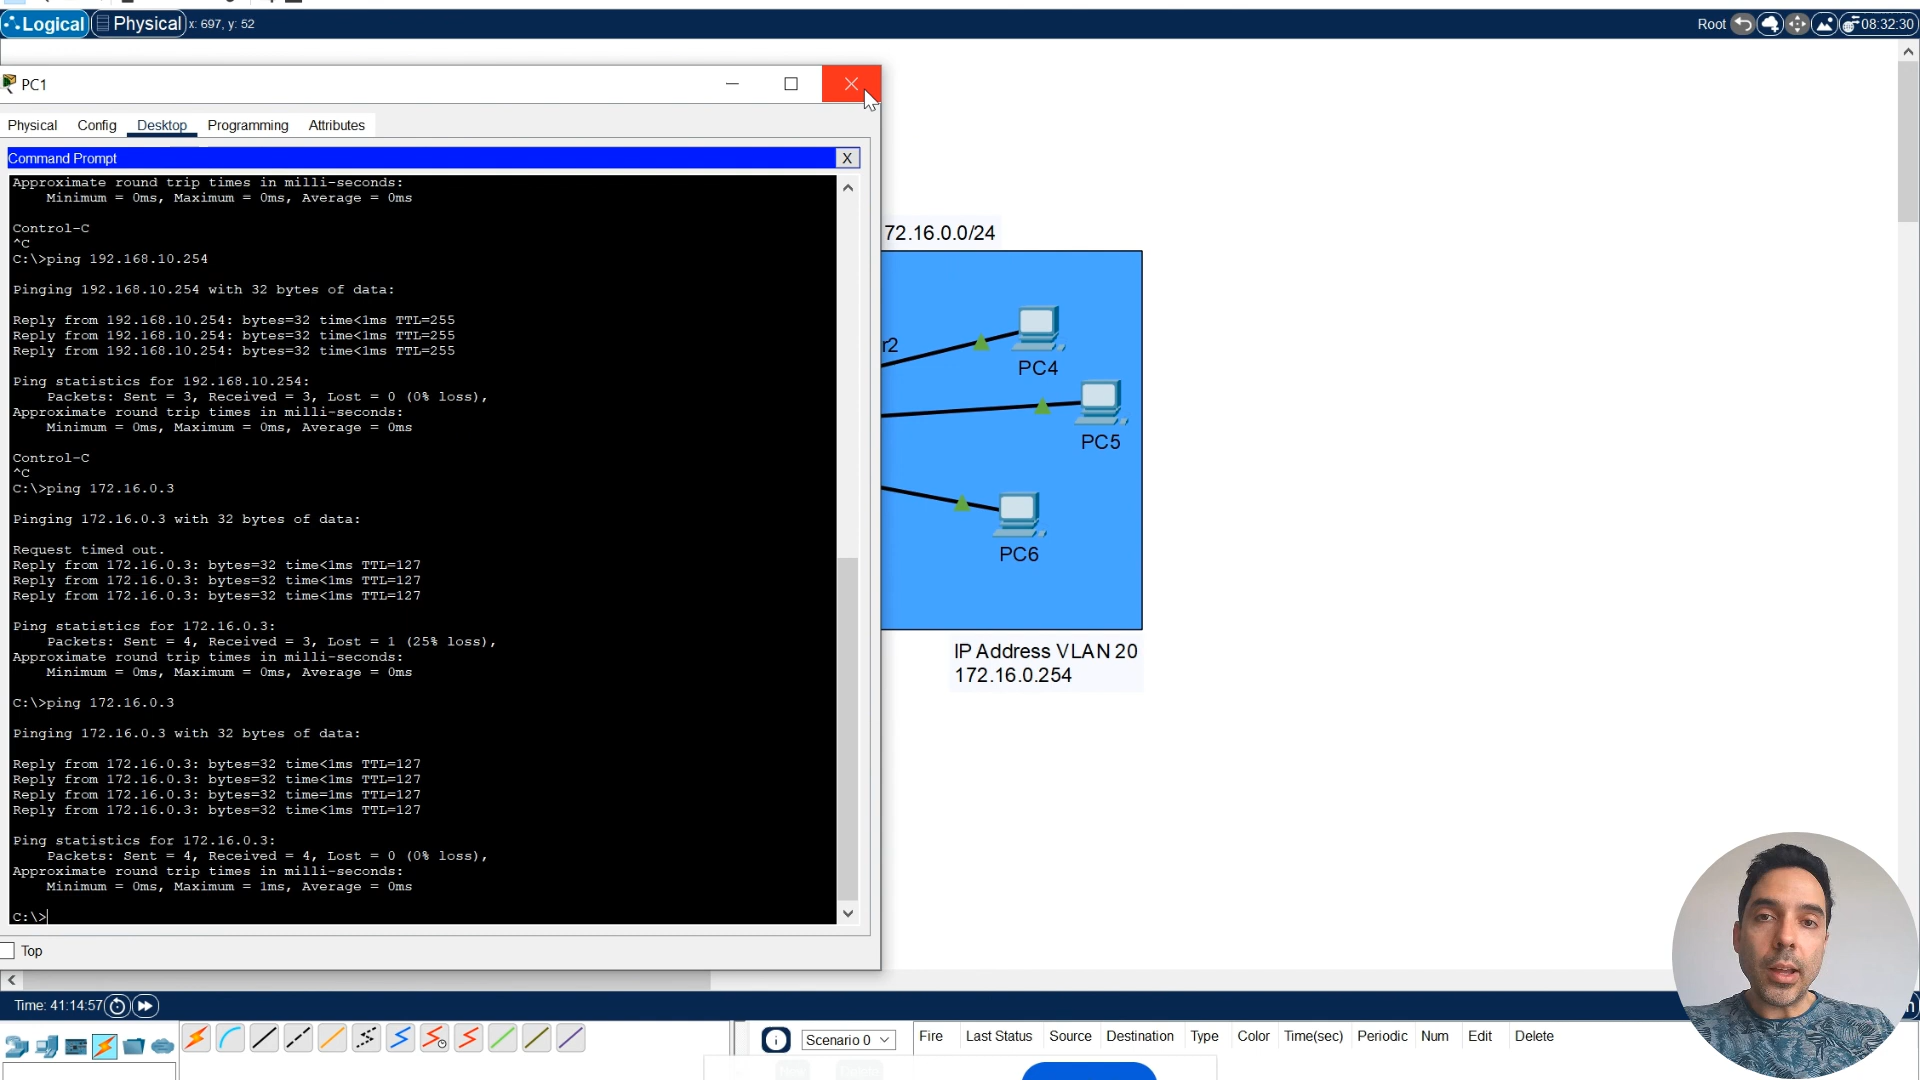 Logical Physical x: 697, y: 52 Root 08:32:30
PC1
Physical Config Desktop Programming Attributes
Command Prompt X
Approximate round trip times in milli-seconds:
Minimum = 0ms, Maximum = 0ms, Average = 0ms
Control-C
^C
C:\>ping 192.168.10.254
Pinging 192.168.10.254 with 32 bytes of data:
Reply from 192.168.10.254: bytes=32 time<1ms TTL=255
Reply from 192.168.10.254: bytes=32 time<1ms TTL=255
Reply from 192.168.10.254: bytes=32 time<1ms TTL=255
Ping statistics for 192.168.10.254:
Packets: Sent = 3, Received = 3, Lost = 0 (0% loss),
Approximate round trip times in milli-seconds:
Minimum = 0ms, Maximum = 0ms, Average = 0ms
Control-C
^C
C:\>ping 172.16.0.3
Pinging 172.16.0.3 with 32 bytes of data:
Request timed out.
Reply from 172.16.0.3: bytes=32 time<1ms TTL=127
Reply from 172.16.0.3: bytes=32 time<1ms TTL=127
Reply from 172.16.0.3: bytes=32 time<1ms TTL=127
Ping statistics for 172.16.0.3:
Packets: Sent = 4, Received = 3, Lost = 1 (25% loss),
Approximate round trip times in milli-seconds:
Minimum = 0ms, Maximum = 0ms, Average = 0ms
C:\>ping 172.16.0.3
Pinging 172.16.0.3 with 32 bytes of data:
Reply from 172.16.0.3: bytes=32 time<1ms TTL=127
Reply from 172.16.0.3: bytes=32 time<1ms TTL=127
Reply from 172.16.0.3: bytes=32 time=1ms TTL=127
Reply from 172.16.0.3: bytes=32 time<1ms TTL=127
Ping statistics for 172.16.0.3:
Packets: Sent = 4, Received = 4, Lost = 0 (0% loss),
Approximate round trip times in milli-seconds:
Minimum = 0ms, Maximum = 1ms, Average = 0ms
C:\>
Top
72.16.0.0/24
r2
PC4
PC5
PC6
IP Address VLAN 20
172.16.0.254
Time: 41:14:57
Scenario 0
Fire Last Status Source Destination Type Color Time(sec) Periodic Num Edit Delete